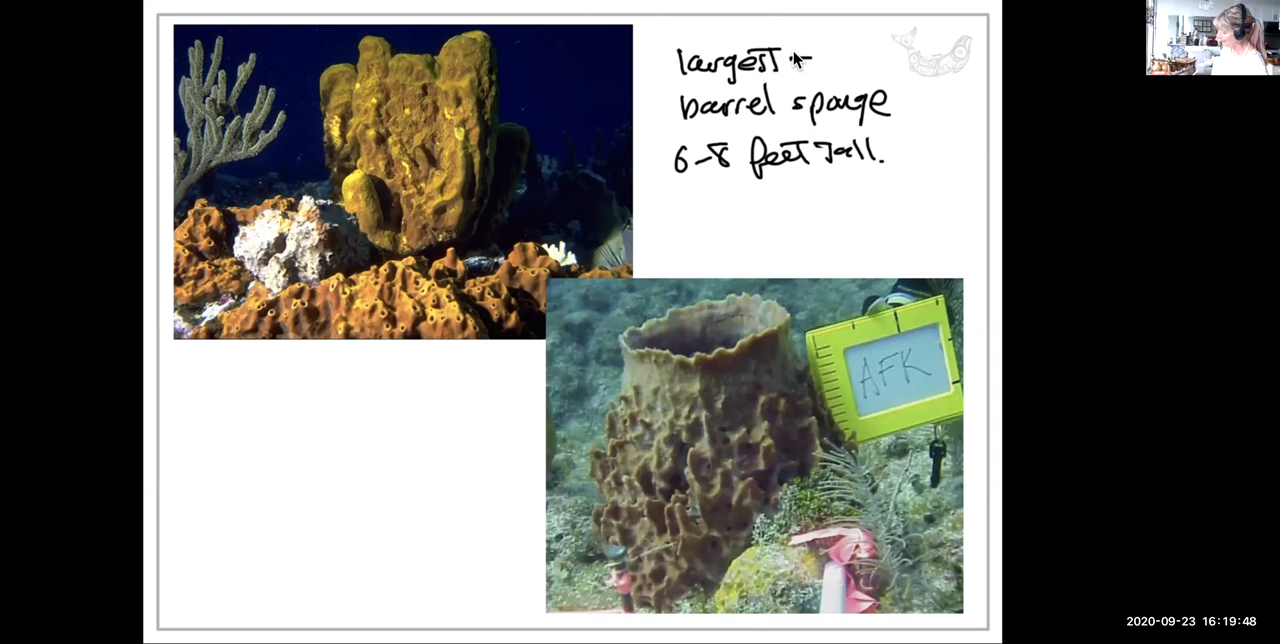 largest -
barrel sponge
6-8 feet tall.
AFK
2020-09-23 16:19:48